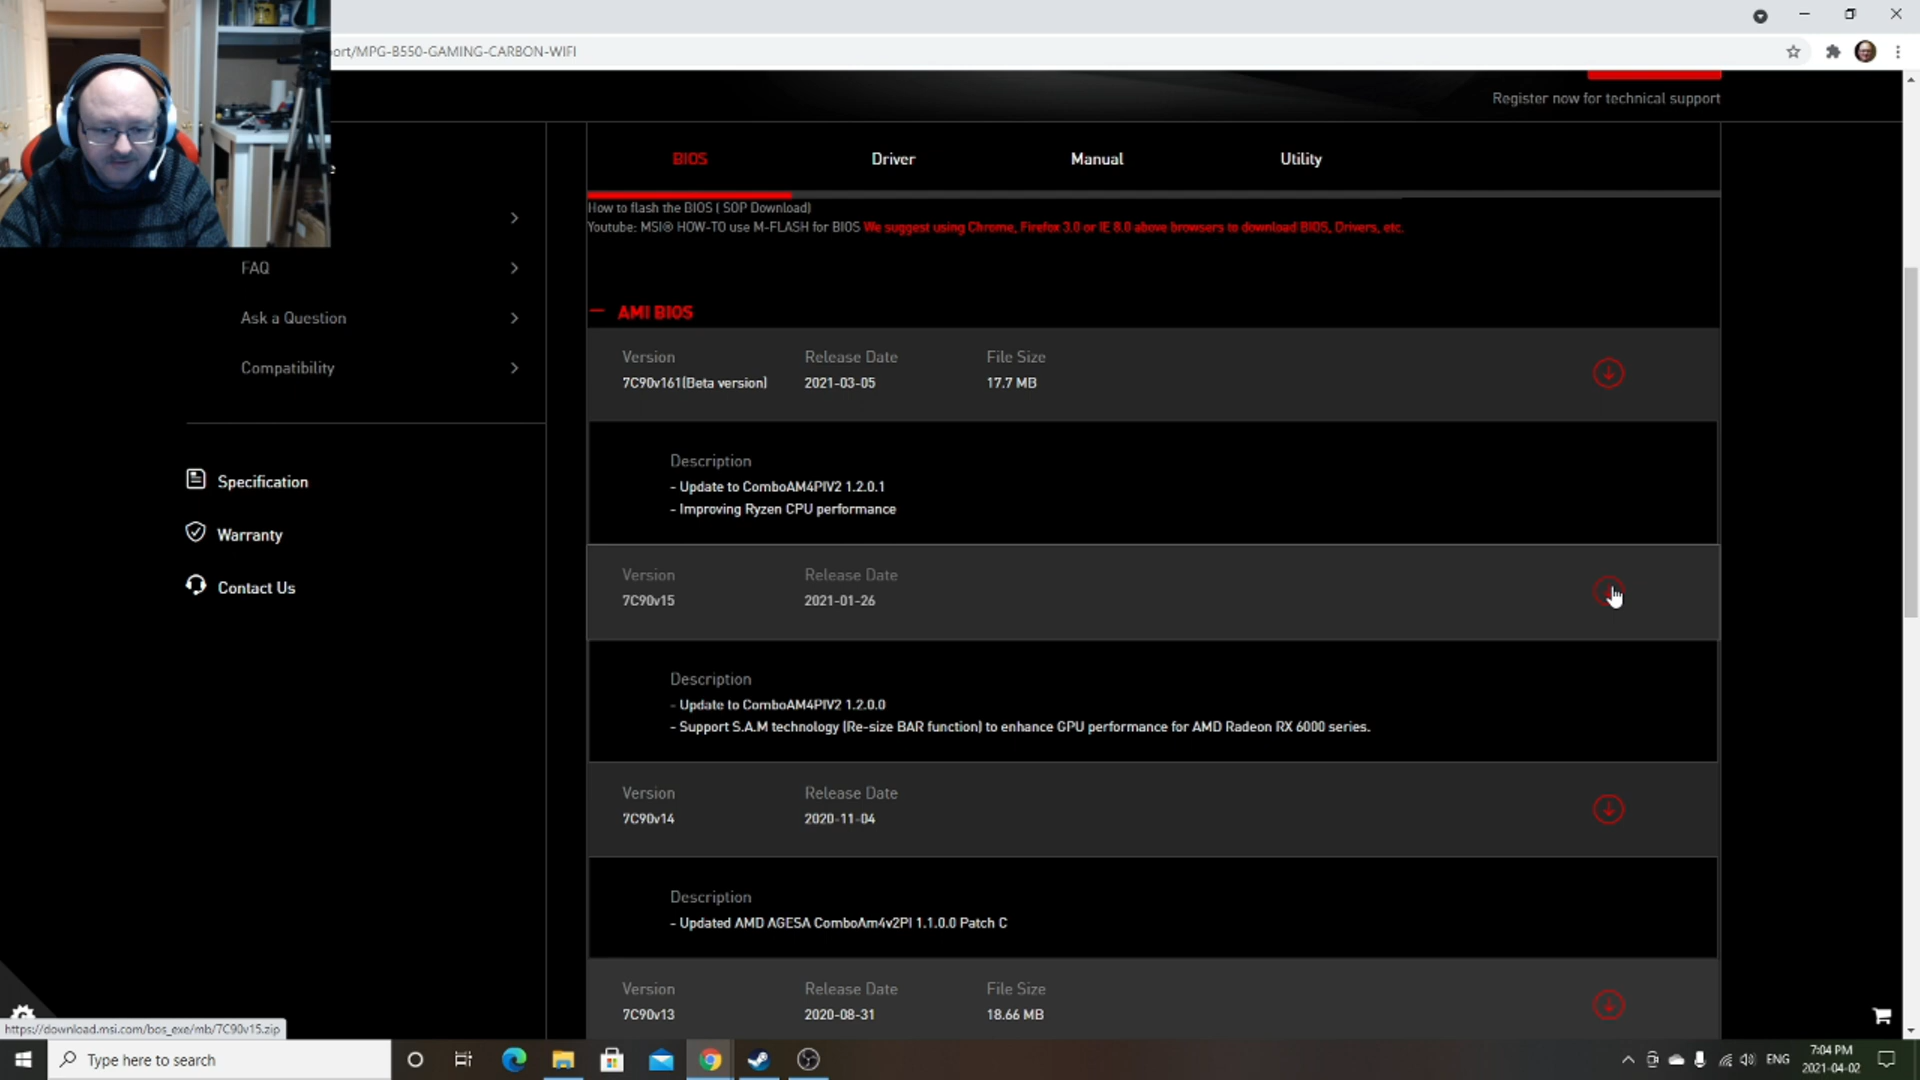 ort/MPG-B550-GAMING-CARBON-WIFI
Register now for technical support
BIOS Driver Manual Utility
How to flash the BIOS ( SOP Download)
Youtube: MSI® HOW-TO use M-FLASH for BIOS We suggest using Chrome, Firefox 3.0 or IE 8.0 above browsers to download BIOS, Drivers, etc.
FAQ
Ask a Question
Compatibility
Specification
Warranty
Contact Us
AMI BIOS
Version Release Date File Size
7C90v161(Beta version) 2021-03-05 17.7 MB
Description
- Update to ComboAM4PIV2 1.2.0.1
- Improving Ryzen CPU performance
Version Release Date
7C90v15 2021-01-26
Description
- Update to ComboAM4PIV2 1.2.0.0
- Support S.A.M technology (Re-size BAR function) to enhance GPU performance for AMD Radeon RX 6000 series.
Version Release Date
7C90v14 2020-11-04
Description
- Updated AMD AGESA ComboAm4v2PI 1.1.0.0 Patch C
Version Release Date File Size
7C90v13 2020-08-31 18.66 MB
https://download.msi.com/bos_exe/mb/7C90v15.zip
Type here to search
ENG
7:04 PM
2021-04-02